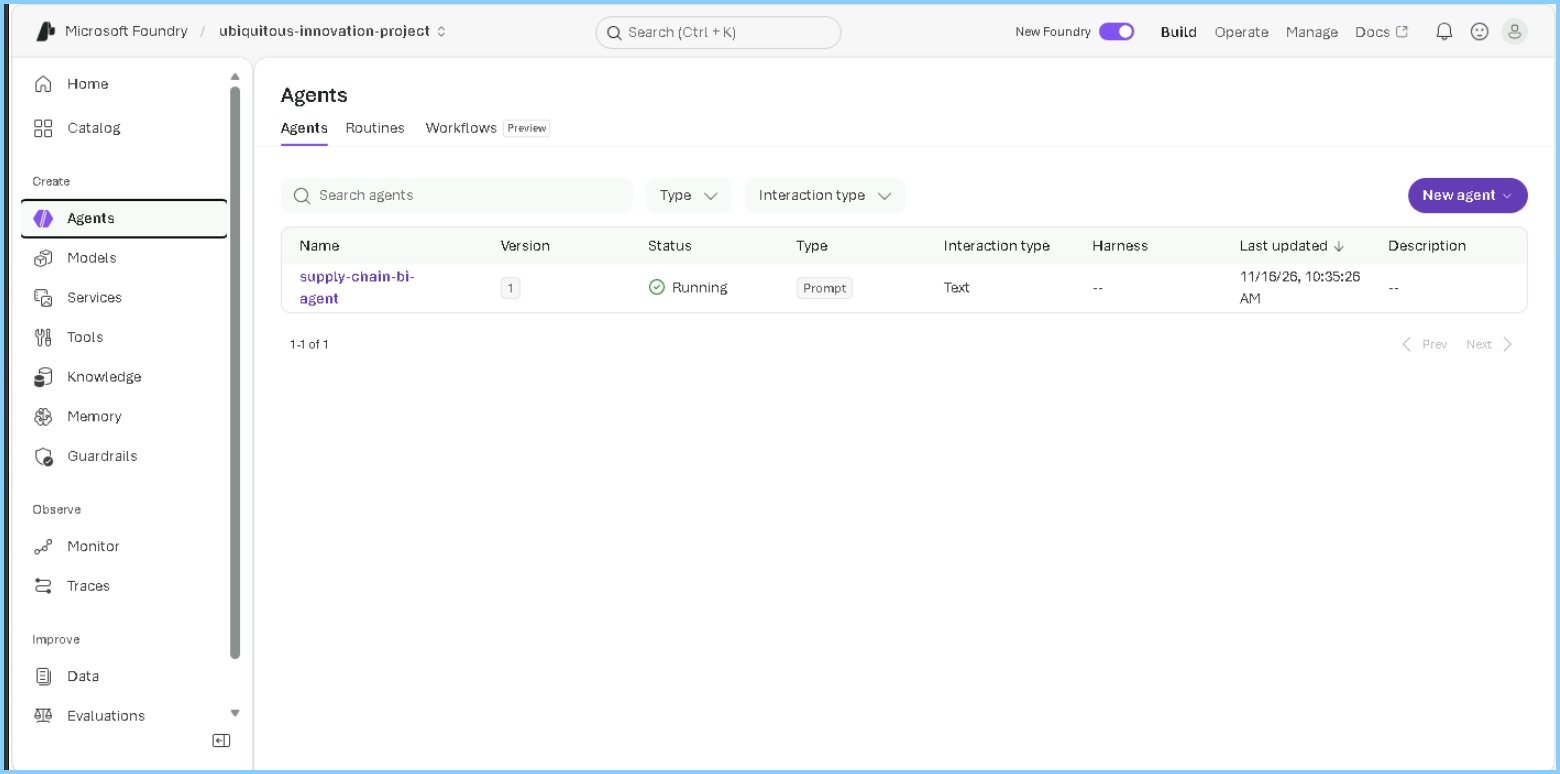 Microsoft Foundry / ubiquitous-innovation-project
Search (Ctrl + K)
New Foundry
Build Operate Manage Docs
Home
Catalog
Create
Agents
Models
Services
Tools
Knowledge
Memory
Guardrails
Observe
Monitor
Traces
Improve
Data
Evaluations
Agents
Agents Routines Workflows Preview
Search agents Type Interaction type New agent
Name Version Status Type Interaction type Harness Last updated Description
supply-chain-bi-
agent
1 Running Prompt Text --
11/16/26, 10:35:26
AM
--
1-1 of 1 Prev Next